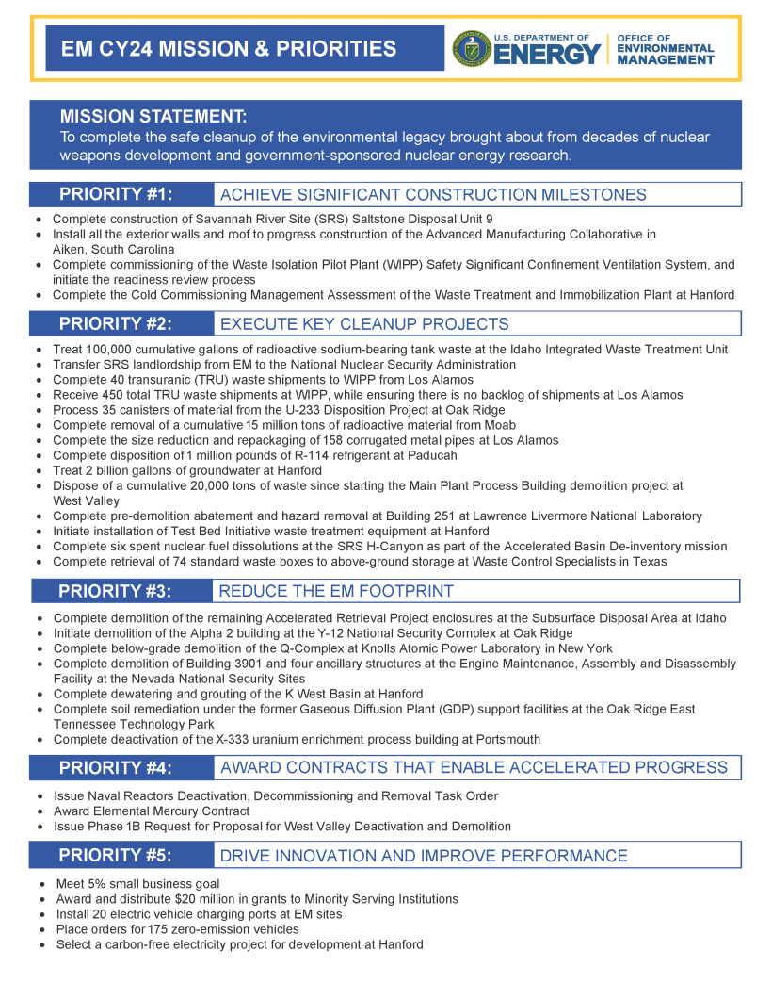 EM CY24 MISSION & PRIORITIES
U.S. DEPARTMENT OF
ENERGY
OFFICE OF
ENVIRONMENTAL
MANAGEMENT
MISSION STATEMENT:
To complete the safe cleanup of the environmental legacy brought about from decades of nuclear
weapons development and government-sponsored nuclear energy research.
PRIORITY #1: ACHIEVE SIGNIFICANT CONSTRUCTION MILESTONES
• Complete construction of Savannah River Site (SRS) Saltstone Disposal Unit 9
• Install all the exterior walls and roof to progress construction of the Advanced Manufacturing Collaborative in
Aiken, South Carolina
• Complete commissioning of the Waste Isolation Pilot Plant (WIPP) Safety Significant Confinement Ventilation System, and
initiate the readiness review process
• Complete the Cold Commissioning Management Assessment of the Waste Treatment and Immobilization Plant at Hanford
PRIORITY #2: EXECUTE KEY CLEANUP PROJECTS
• Treat 100,000 cumulative gallons of radioactive sodium-bearing tank waste at the Idaho Integrated Waste Treatment Unit
• Transfer SRS landlordship from EM to the National Nuclear Security Administration
• Complete 40 transuranic (TRU) waste shipments to WIPP from Los Alamos
• Receive 450 total TRU waste shipments at WIPP, while ensuring there is no backlog of shipments at Los Alamos
• Process 35 canisters of material from the U-233 Disposition Project at Oak Ridge
• Complete removal of a cumulative 15 million tons of radioactive material from Moab
• Complete the size reduction and repackaging of 158 corrugated metal pipes at Los Alamos
• Complete disposition of 1 million pounds of R-114 refrigerant at Paducah
• Treat 2 billion gallons of groundwater at Hanford
• Dispose of a cumulative 20,000 tons of waste since starting the Main Plant Process Building demolition project at
West Valley
• Complete pre-demolition abatement and hazard removal at Building 251 at Lawrence Livermore National Laboratory
• Initiate installation of Test Bed Initiative waste treatment equipment at Hanford
• Complete six spent nuclear fuel dissolutions at the SRS H-Canyon as part of the Accelerated Basin De-inventory mission
• Complete retrieval of 74 standard waste boxes to above-ground storage at Waste Control Specialists in Texas
PRIORITY #3: REDUCE THE EM FOOTPRINT
• Complete demolition of the remaining Accelerated Retrieval Project enclosures at the Subsurface Disposal Area at Idaho
• Initiate demolition of the Alpha 2 building at the Y-12 National Security Complex at Oak Ridge
• Complete below-grade demolition of the Q-Complex at Knolls Atomic Power Laboratory in New York
• Complete demolition of Building 3901 and four ancillary structures at the Engine Maintenance, Assembly and Disassembly
Facility at the Nevada National Security Sites
• Complete dewatering and grouting of the K West Basin at Hanford
• Complete soil remediation under the former Gaseous Diffusion Plant (GDP) support facilities at the Oak Ridge East
Tennessee Technology Park
• Complete deactivation of the X-333 uranium enrichment process building at Portsmouth
PRIORITY #4: AWARD CONTRACTS THAT ENABLE ACCELERATED PROGRESS
• Issue Naval Reactors Deactivation, Decommissioning and Removal Task Order
• Award Elemental Mercury Contract
• Issue Phase 1B Request for Proposal for West Valley Deactivation and Demolition
PRIORITY #5: DRIVE INNOVATION AND IMPROVE PERFORMANCE
• Meet 5% small business goal
• Award and distribute $20 million in grants to Minority Serving Institutions
• Install 20 electric vehicle charging ports at EM sites
• Place orders for 175 zero-emission vehicles
• Select a carbon-free electricity project for development at Hanford